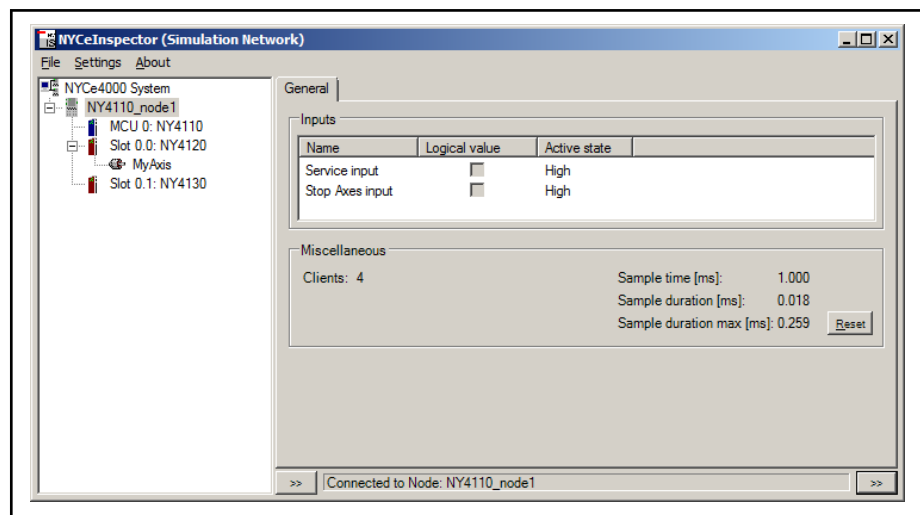 NYCeInspector (Simulation Network)
File Settings About
NYCe4000 System
NY4110_node1
MCU 0: NY4110
Slot 0.0: NY4120
MyAxis
Slot 0.1: NY4130
General
Inputs
Name Logical value Active state
Service input High
Stop Axes input High
Miscellaneous
Clients: 4
Sample time [ms]: 1.000
Sample duration [ms]: 0.018
Sample duration max [ms]: 0.259 Reset
>> Connected to Node: NY4110_node1 >>